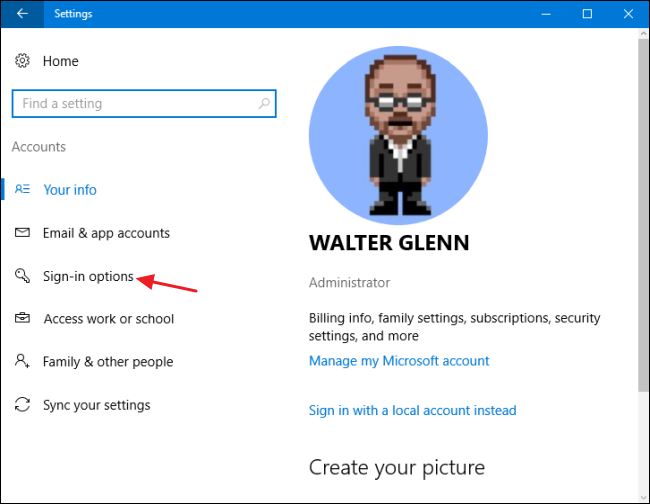 Settings
Home
Find a setting
Accounts
Your info
Email & app accounts
Sign-in options
Access work or school
Family & other people
Sync your settings
WALTER GLENN
Administrator
Billing info, family settings, subscriptions, security
settings, and more
Manage my Microsoft account
Sign in with a local account instead
Create your picture